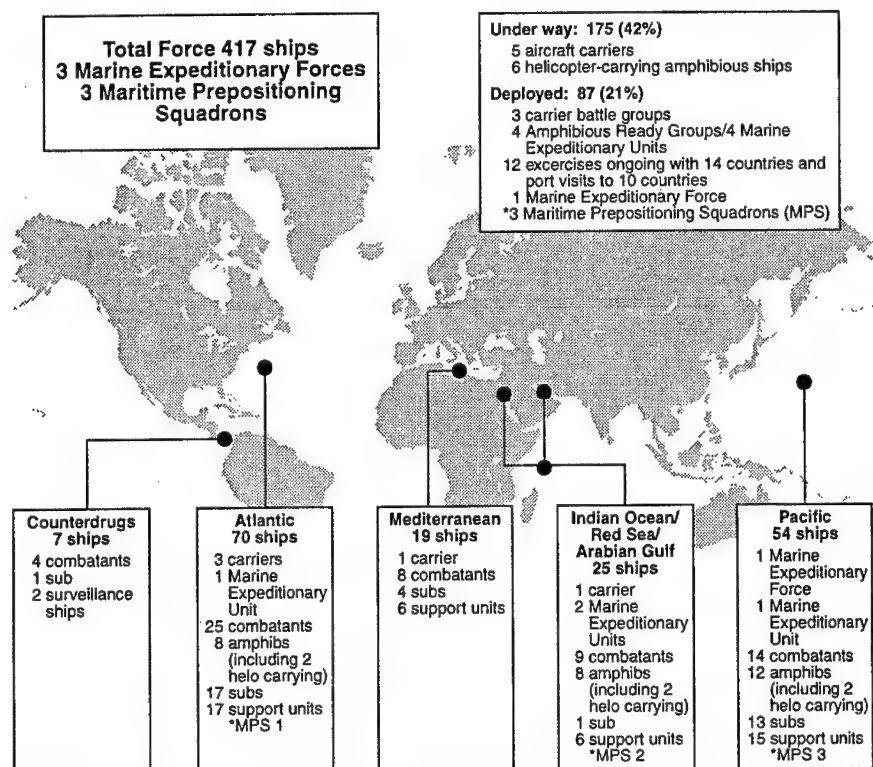 Total Force 417 ships
3 Marine Expeditionary Forces
3 Maritime Prepositioning
Squadrons
Under way: 175 (42%)
5 aircraft carriers
6 helicopter-carrying amphibious ships
Deployed: 87 (21%)
3 carrier battle groups
4 Amphibious Ready Groups/4 Marine
Expeditionary Units
12 excercises ongoing with 14 countries and
port visits to 10 countries
1 Marine Expeditionary Force
*3 Maritime Prepositioning Squadrons (MPS)
Counterdrugs
7 ships
4 combatants
1 sub
2 surveillance
ships
Atlantic
70 ships
3 carriers
1 Marine
Expeditionary
Unit
25 combatants
8 amphibs
(including 2
helo carrying)
17 subs
17 support units
*MPS 1
Mediterranean
19 ships
1 carrier
8 combatants
4 subs
6 support units
Indian Ocean/
Red Sea/
Arabian Gulf
25 ships
1 carrier
2 Marine
Expeditionary
Units
9 combatants
8 amphibs
(including 2
helo carrying)
1 sub
6 support units
*MPS 2
Pacific
54 ships
1 Marine
Expeditionary
Force
1 Marine
Expeditionary
Unit
14 combatants
12 amphibs
(including 2
helo carrying)
13 subs
15 support units
*MPS 3